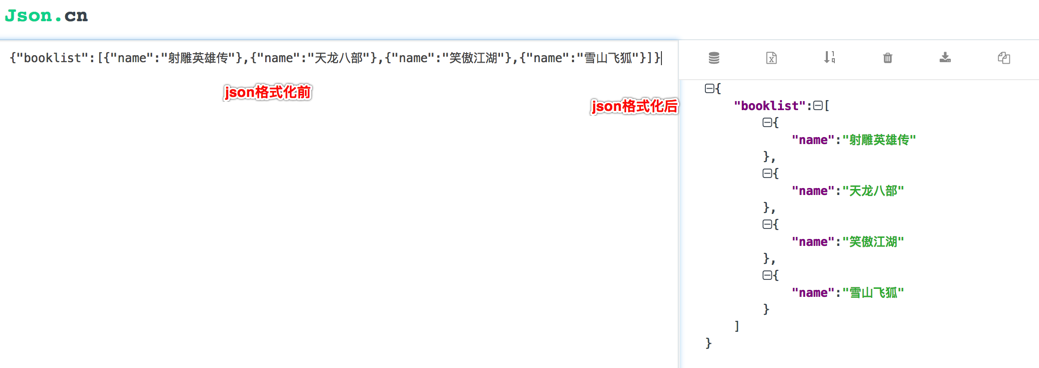 Json.cn
{"booklist":[{"name":"射雕英雄传"},{"name":"天龙八部"},{"name":"笑傲江湖"},{"name":"雪山飞狐"}]}
json格式化前
json格式化后
{
"booklist":[
{
"name":"射雕英雄传"
},
{
"name":"天龙八部"
},
{
"name":"笑傲江湖"
},
{
"name":"雪山飞狐"
}
]
}